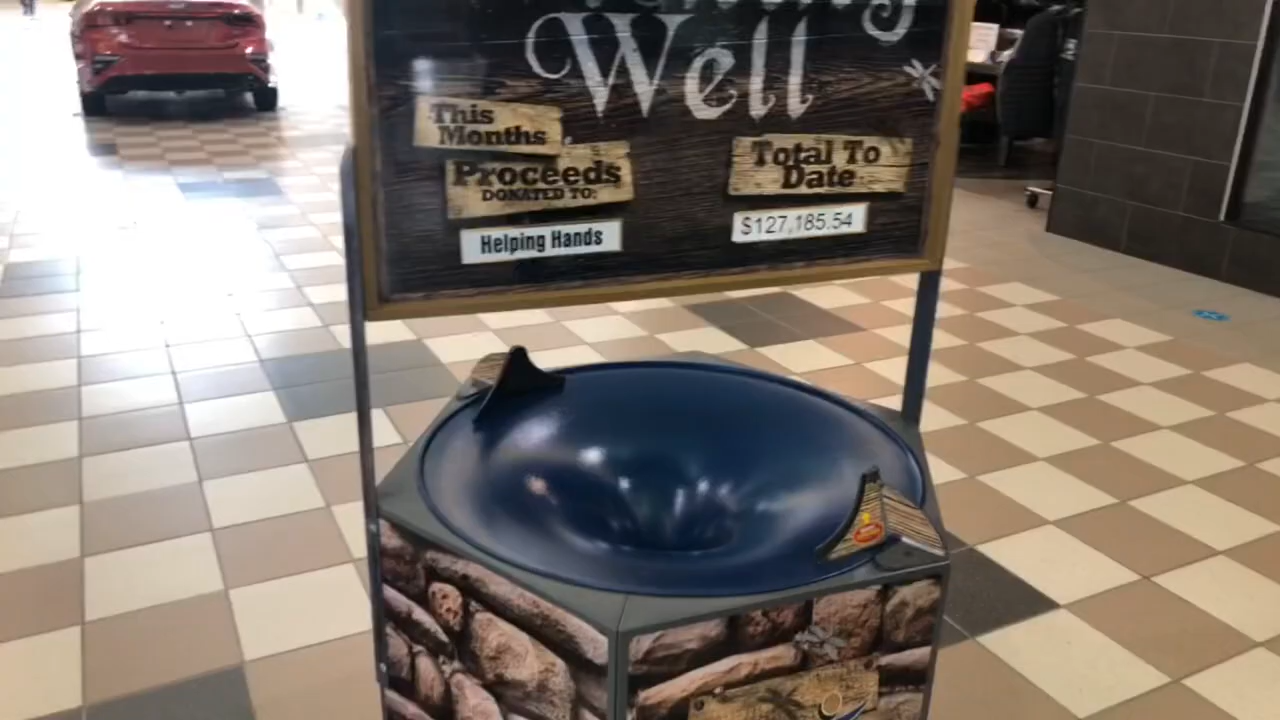 Well
This
Months
Proceeds
DONATED TO:
Helping Hands
Total To
Date
$127,185.54